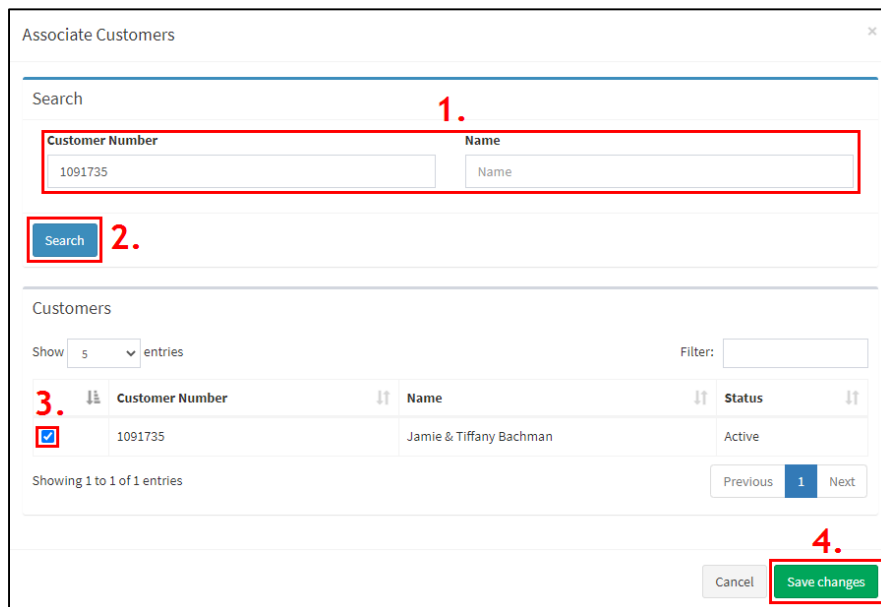 Associate Customers ×
Search
1.
Customer Number Name
1091735 Name
Search 2.
Customers
Show 5 entries Filter:
3. Customer Number Name Status
1091735 Jamie & Tiffany Bachman Active
Showing 1 to 1 of 1 entries Previous 1 Next
4.
Cancel Save changes